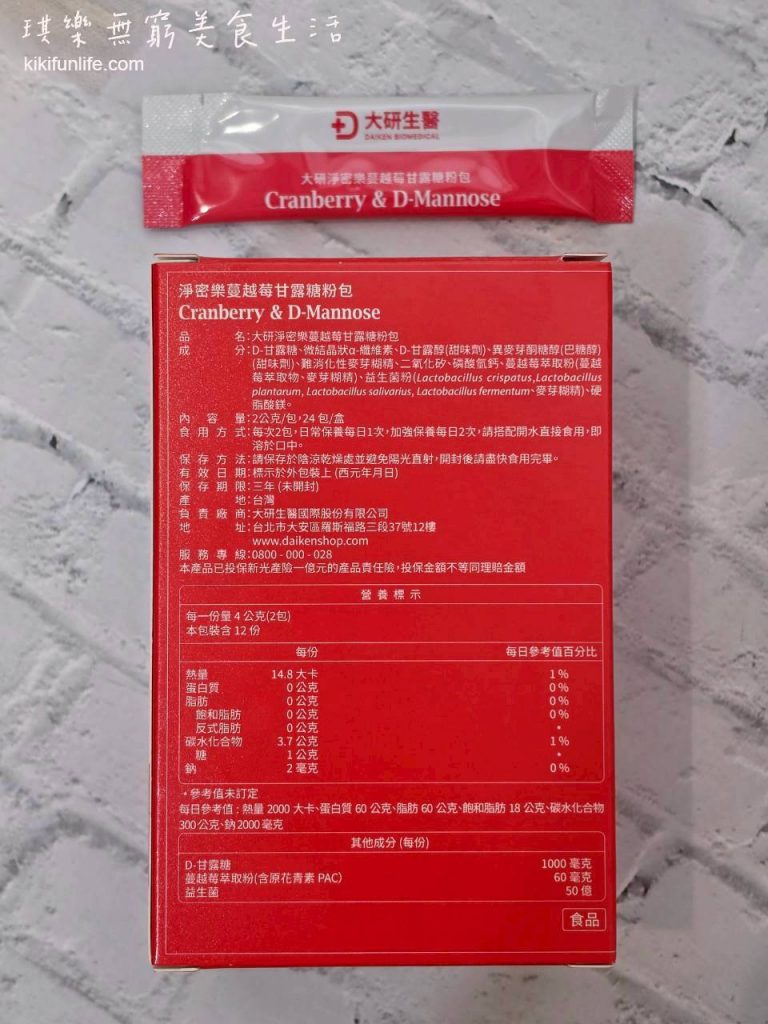 琪樂無窮美食生活
kikifunlife.com
大研生醫
DAIKEN BIOMEDICAL
大研淨密樂蔓越莓甘露糖粉包
Cranberry & D-Mannose
淨密樂蔓越莓甘露糖粉包
Cranberry & D-Mannose
品名:大研淨密樂蔓越莓甘露糖粉包
成分:D-甘露糖、微結晶狀α-纖維素、D-甘露醇(甜味劑)、異麥芽酮糖醇(巴糖醇)
(甜味劑)、難消化性麥芽糊精、二氧化矽、磷酸氫鈣、蔓越莓萃取粉(蔓越
莓萃取物、麥芽糊精)、益生菌粉(Lactobacillus crispatus,Lactobacillus
plantarum, Lactobacillus salivarius, Lactobacillus fermentum、麥芽糊精)、硬
脂酸鎂。
內容量:2公克/包,24包/盒
食用方式:每次2包,日常保養每日1次,加強保養每日2次,請搭配開水直接食用,即
溶於口中。
保存方法:請保存於陰涼乾燥處並避免陽光直射,開封後請盡快食用完畢。
有效日期:標示於外包裝上(西元年月日)
保存期限:三年(未開封)
產地:台灣
負責廠商:大研生醫國際股份有限公司
地址:台北市大安區羅斯福路三段37號12樓
www.daikenshop.com
服務專線:0800-000-028
本產品已投保新光產險一億元的產品責任險,投保金額不等同理賠金額
營養標示
每一份量 4 公克(2包)
本包裝含 12 份
每份 每日參考值百分比
熱量 14.8 大卡 1%
蛋白質 0 公克 0%
脂肪 0 公克 0%
飽和脂肪 0 公克 0%
反式脂肪 0 公克 *
碳水化合物 3.7 公克 1%
糖 1 公克 *
鈉 2 毫克 0%
*參考值未訂定
每日參考值:熱量 2000 大卡、蛋白質 60 公克、脂肪 60 公克、飽和脂肪 18 公克、碳水化合物
300 公克、鈉 2000 毫克
其他成分 (每份)
D-甘露糖 1000 毫克
蔓越莓萃取粉(含原花青素 PAC) 60 毫克
益生菌 50 億
食品